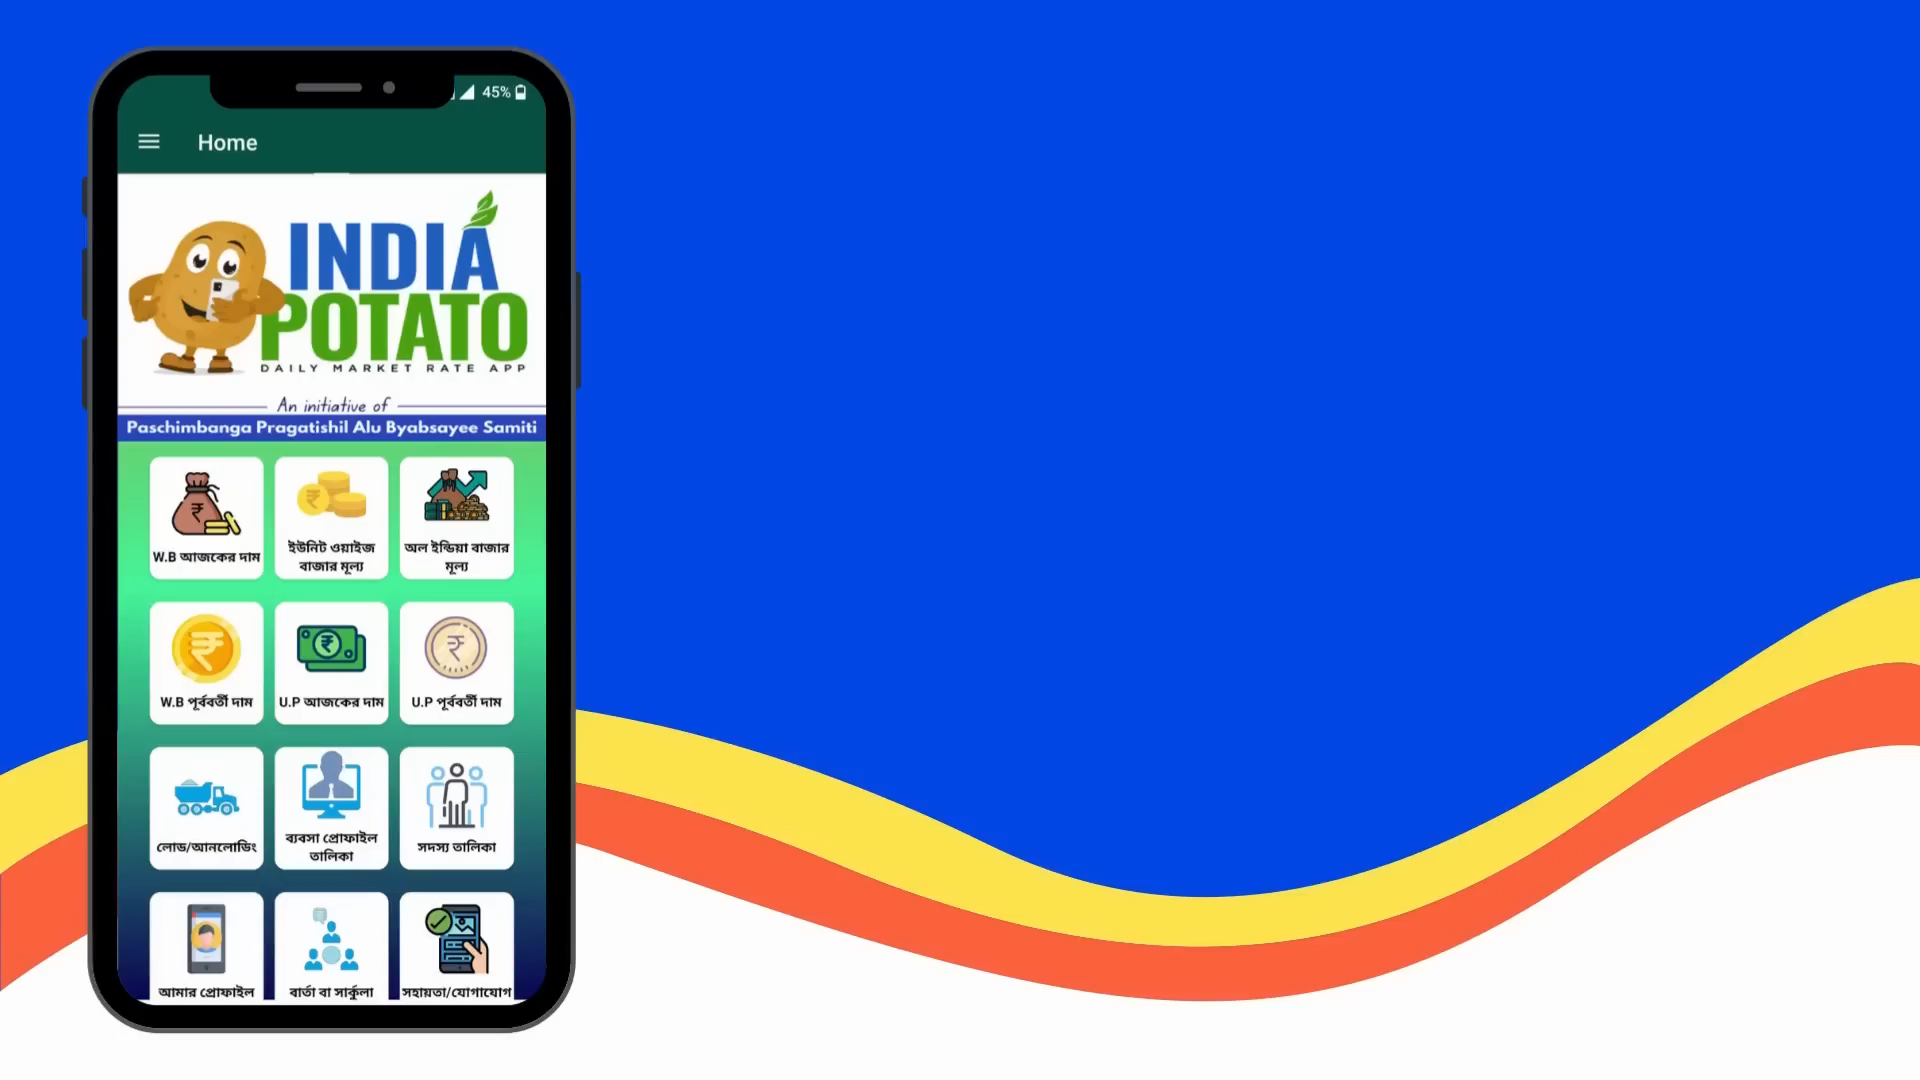 45%
Home
INDIA
POTATO
DAILY MARKET RATE APP
An initiative of
Paschimbanga Pragatishil Alu Byabsayee Samiti
W.B আজকের দাম
ইউনিট ওয়াইজ
বাজার মূল্য
অল ইন্ডিয়া বাজার
মূল্য
W.B পূর্ববর্তী দাম
U.P আজকের দাম
U.P পূর্ববর্তী দাম
লোড/আনলোডিং
ব্যবসা প্রোফাইল
তালিকা
সদস্য তালিকা
আমার প্রোফাইল
বার্তা বা সার্কুলা
সহায়তা/যোগাযোগ